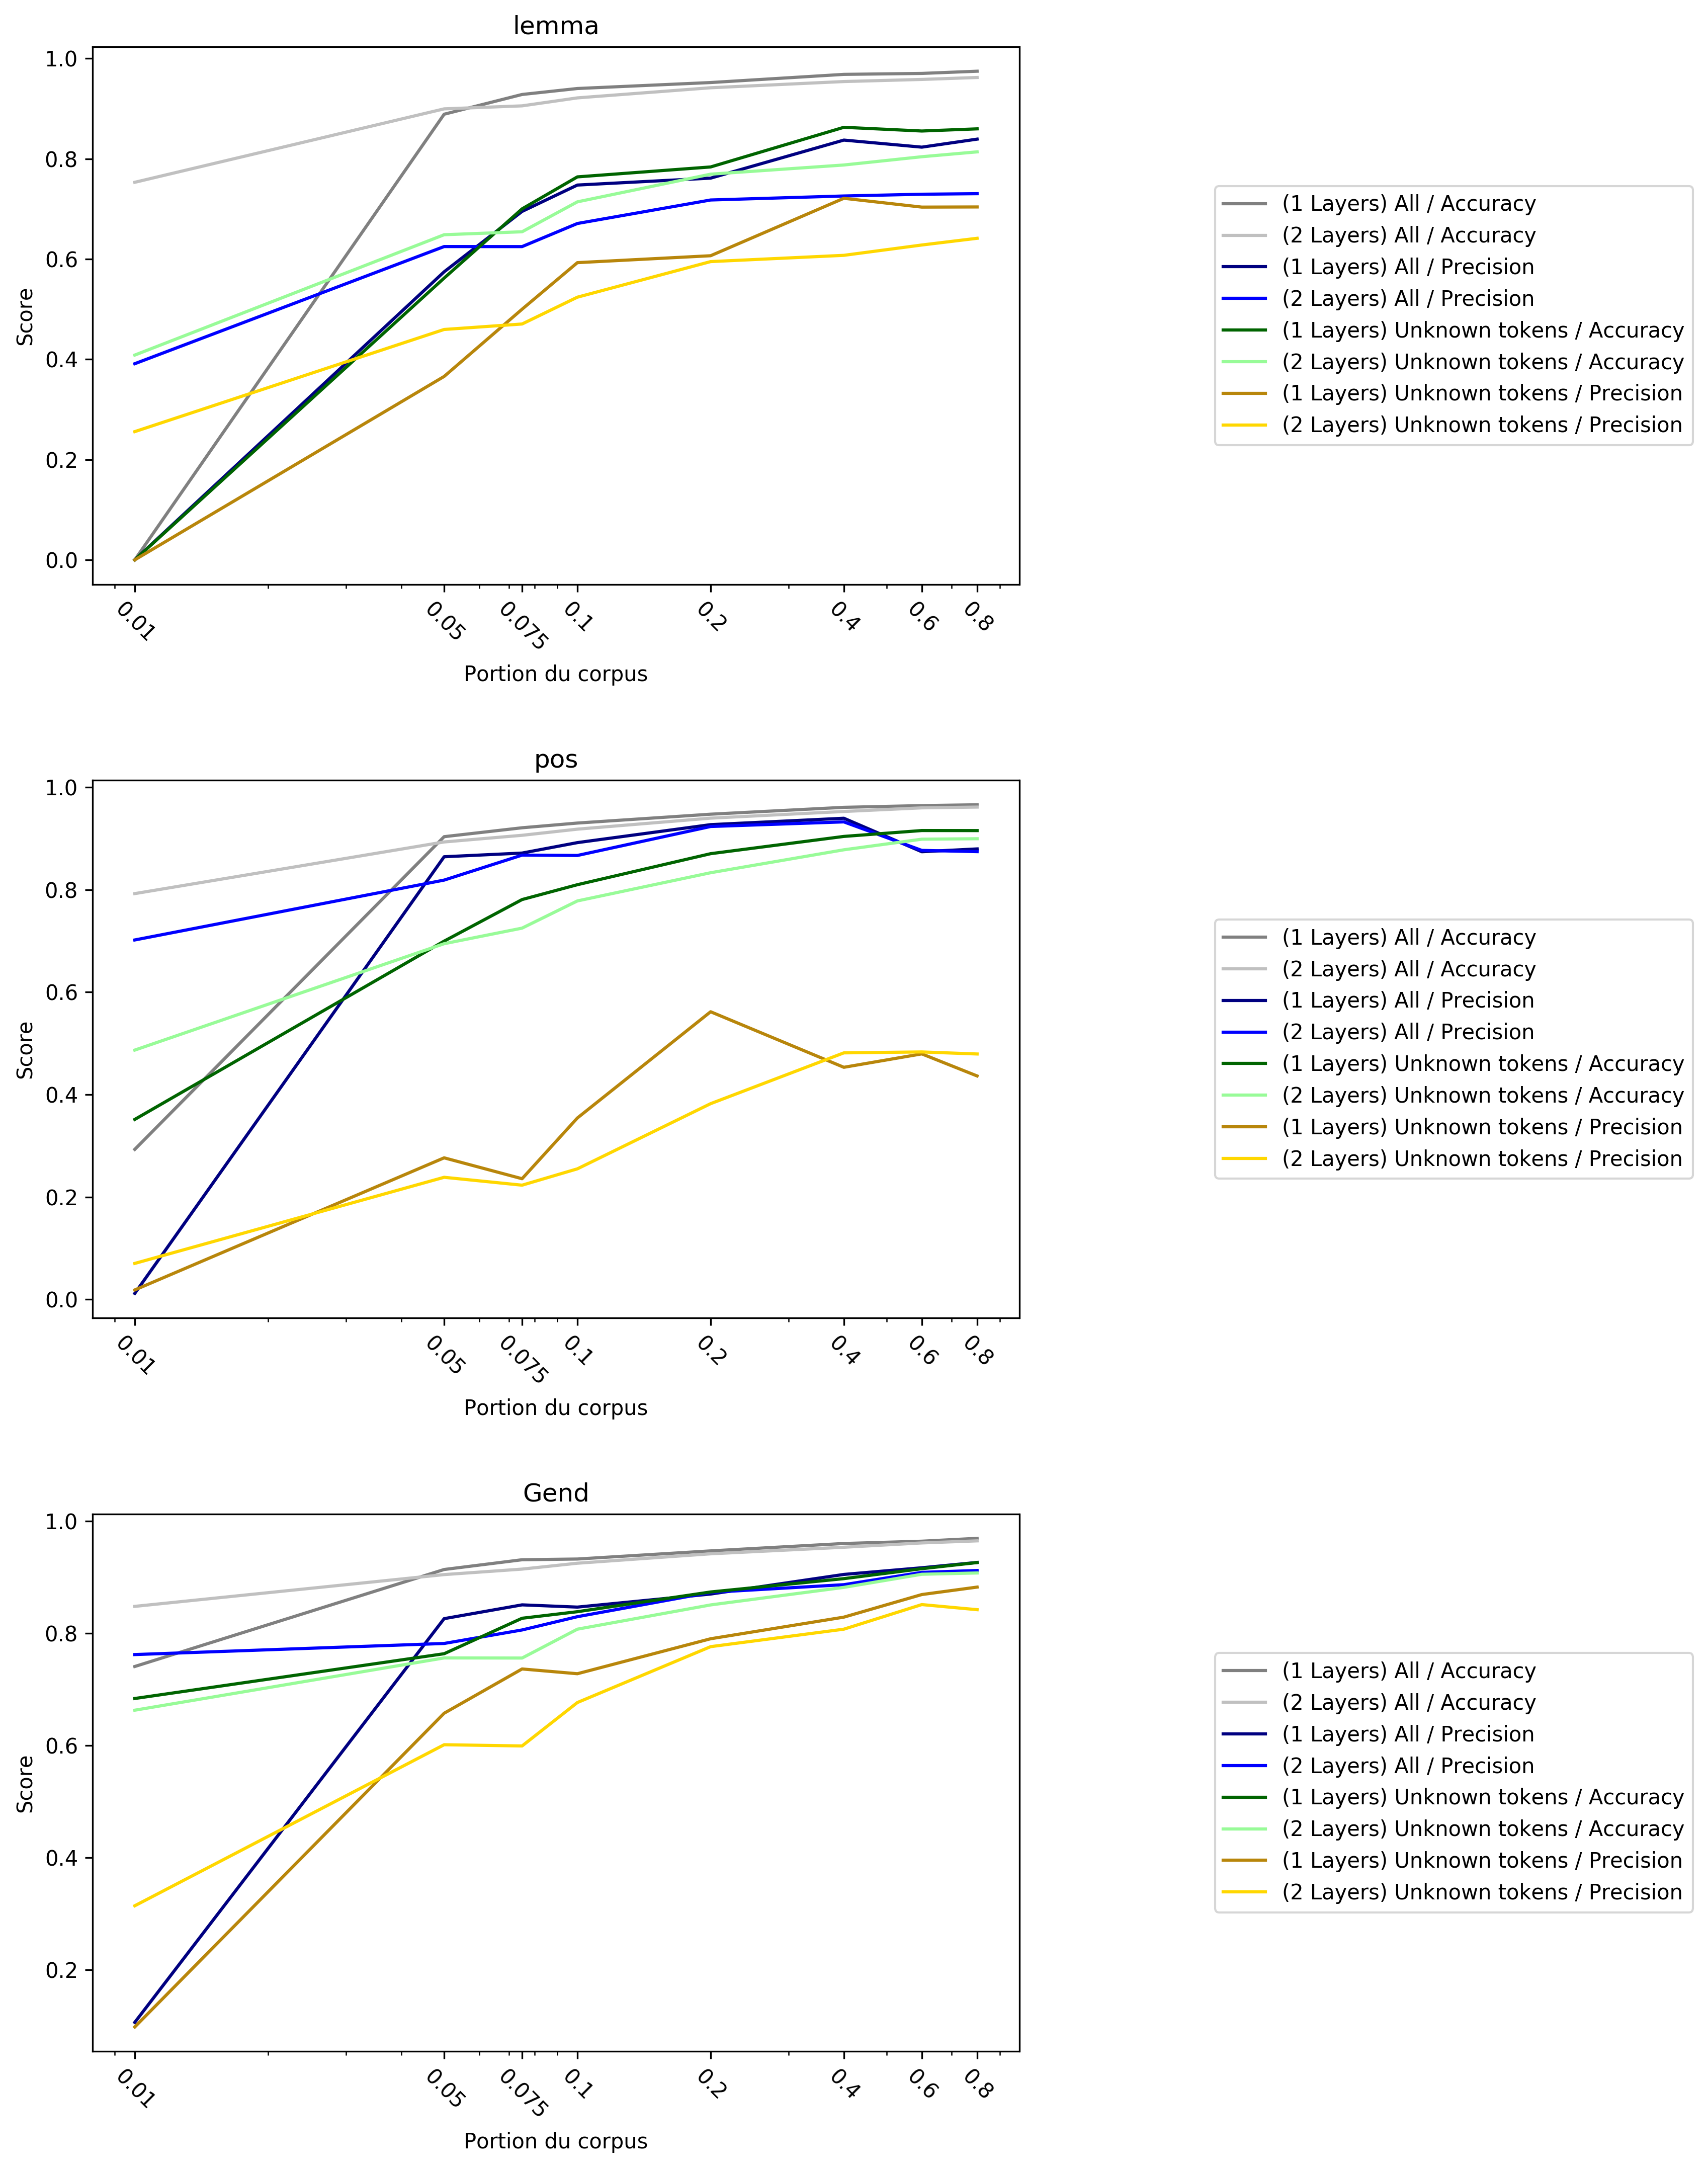 lemma
1.0
0.8
0.6
0.4
0.2
0.0
Score
0.01
0.05
0.075
0.1
0.2
0.4
0.6
0.8
Portion du corpus
(1 Layers) All / Accuracy
(2 Layers) All / Accuracy
(1 Layers) All / Precision
(2 Layers) All / Precision
(1 Layers) Unknown tokens / Accuracy
(2 Layers) Unknown tokens / Accuracy
(1 Layers) Unknown tokens / Precision
(2 Layers) Unknown tokens / Precision
pos
1.0
0.8
0.6
0.4
0.2
0.0
Score
0.01
0.05
0.075
0.1
0.2
0.4
0.6
0.8
Portion du corpus
(1 Layers) All / Accuracy
(2 Layers) All / Accuracy
(1 Layers) All / Precision
(2 Layers) All / Precision
(1 Layers) Unknown tokens / Accuracy
(2 Layers) Unknown tokens / Accuracy
(1 Layers) Unknown tokens / Precision
(2 Layers) Unknown tokens / Precision
Gend
1.0
0.8
0.6
0.4
0.2
Score
0.01
0.05
0.075
0.1
0.2
0.4
0.6
0.8
Portion du corpus
(1 Layers) All / Accuracy
(2 Layers) All / Accuracy
(1 Layers) All / Precision
(2 Layers) All / Precision
(1 Layers) Unknown tokens / Accuracy
(2 Layers) Unknown tokens / Accuracy
(1 Layers) Unknown tokens / Precision
(2 Layers) Unknown tokens / Precision